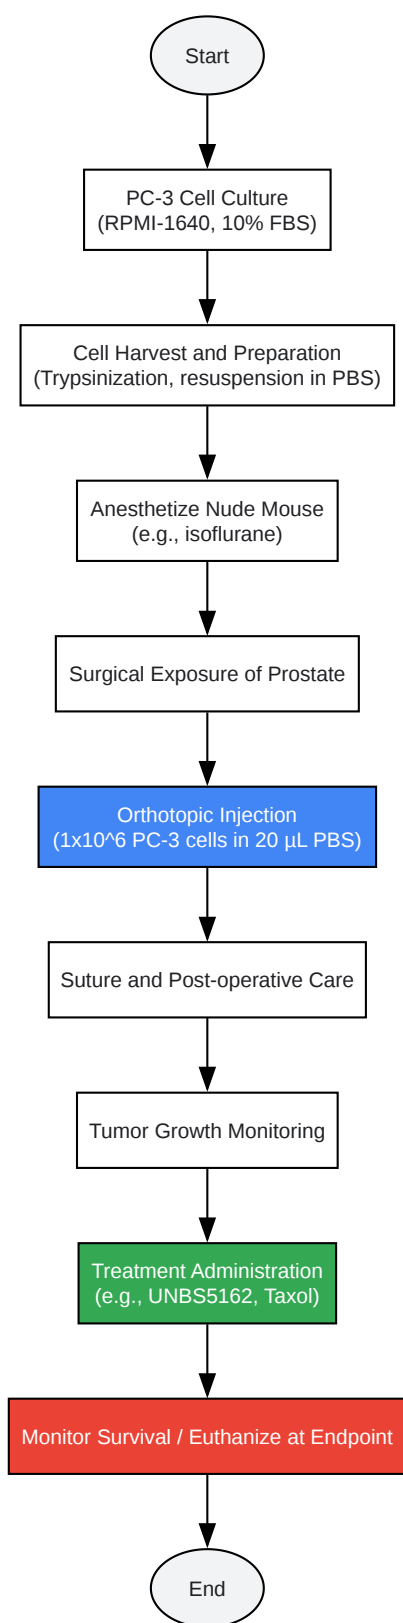 Start
PC-3 Cell Culture
(RPMI-1640, 10% FBS)
Cell Harvest and Preparation
(Trypsinization, resuspension in PBS)
Anesthetize Nude Mouse
(e.g., isoflurane)
Surgical Exposure of Prostate
Orthotopic Injection
(1x10^6 PC-3 cells in 20 µL PBS)
Suture and Post-operative Care
Tumor Growth Monitoring
Treatment Administration
(e.g., UNBS5162, Taxol)
Monitor Survival / Euthanize at Endpoint
End